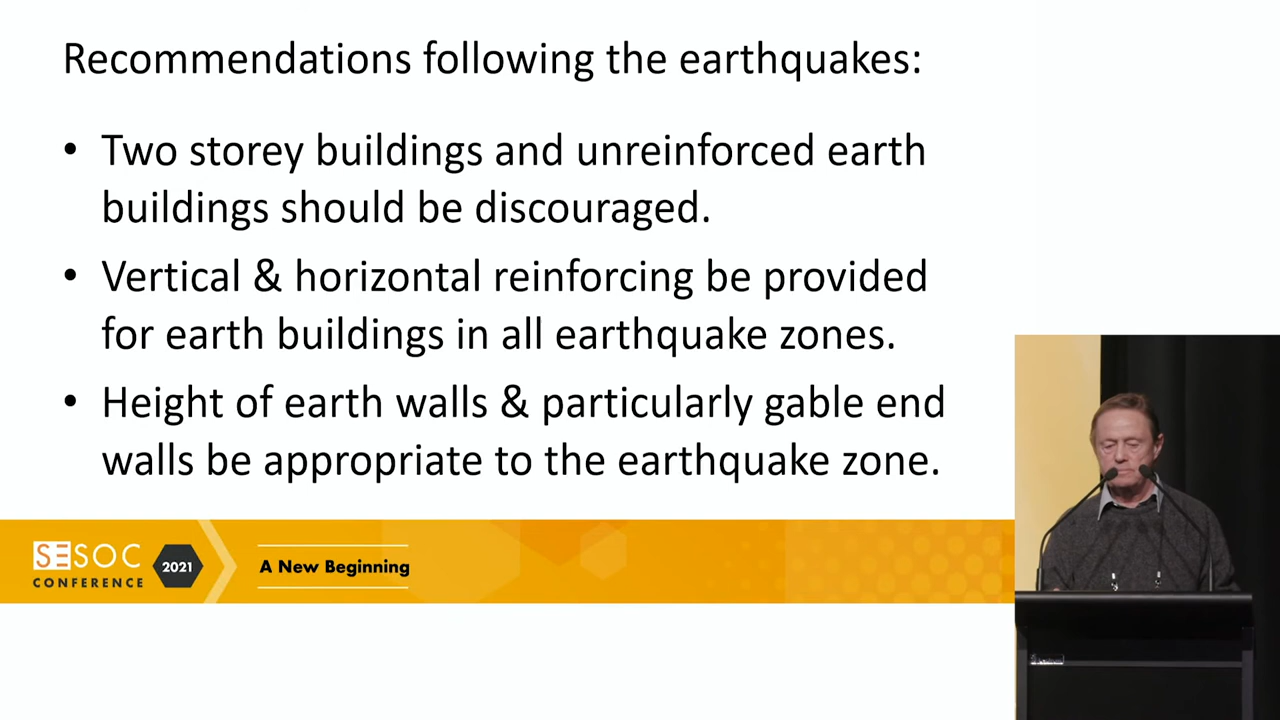 Recommendations following the earthquakes:
• Two storey buildings and unreinforced earth
buildings should be discouraged.
• Vertical & horizontal reinforcing be provided
for earth buildings in all earthquake zones.
• Height of earth walls & particularly gable end
walls be appropriate to the earthquake zone.
SESOC
CONFERENCE
2021
A New Beginning